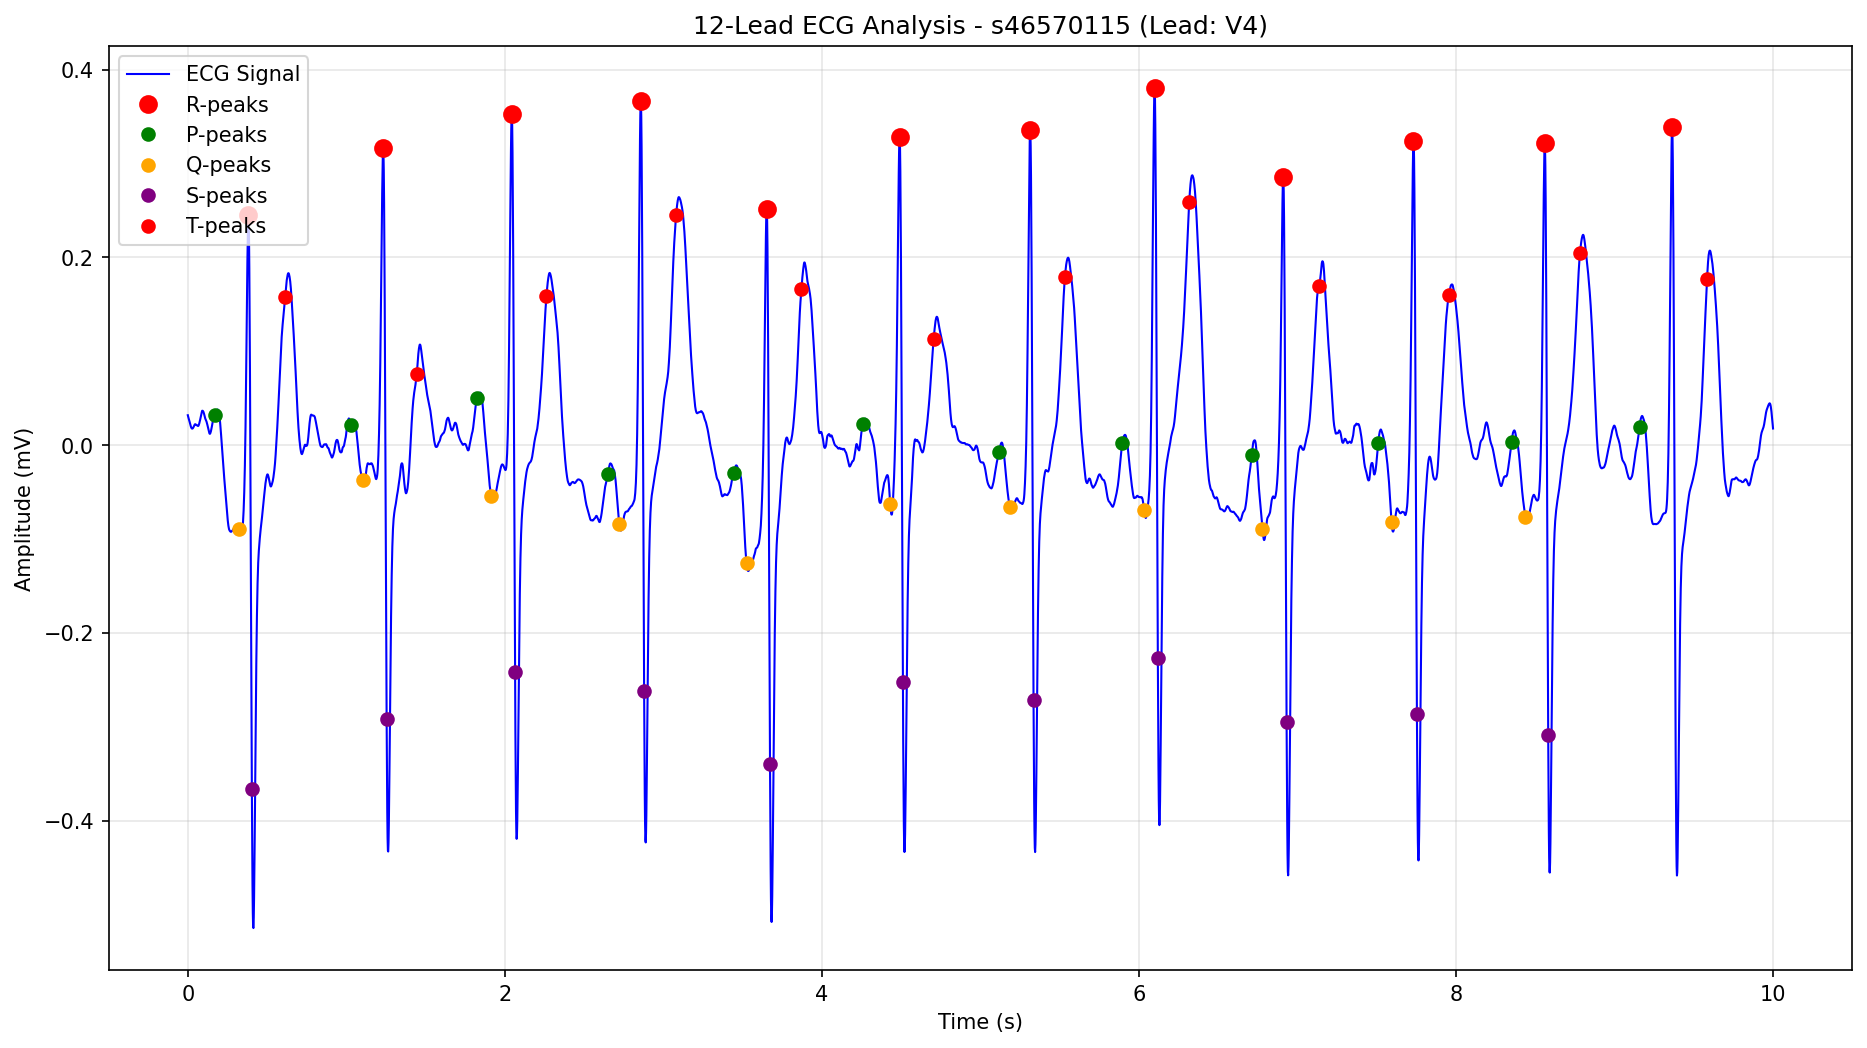 12-Lead ECG Analysis - s46570115 (Lead: V4)
ECG Signal
R-peaks
P-peaks
Q-peaks
S-peaks
T-peaks
Amplitude (mV)
0.4
0.2
0.0
−0.2
−0.4
0 2 4 6 8 10
Time (s)